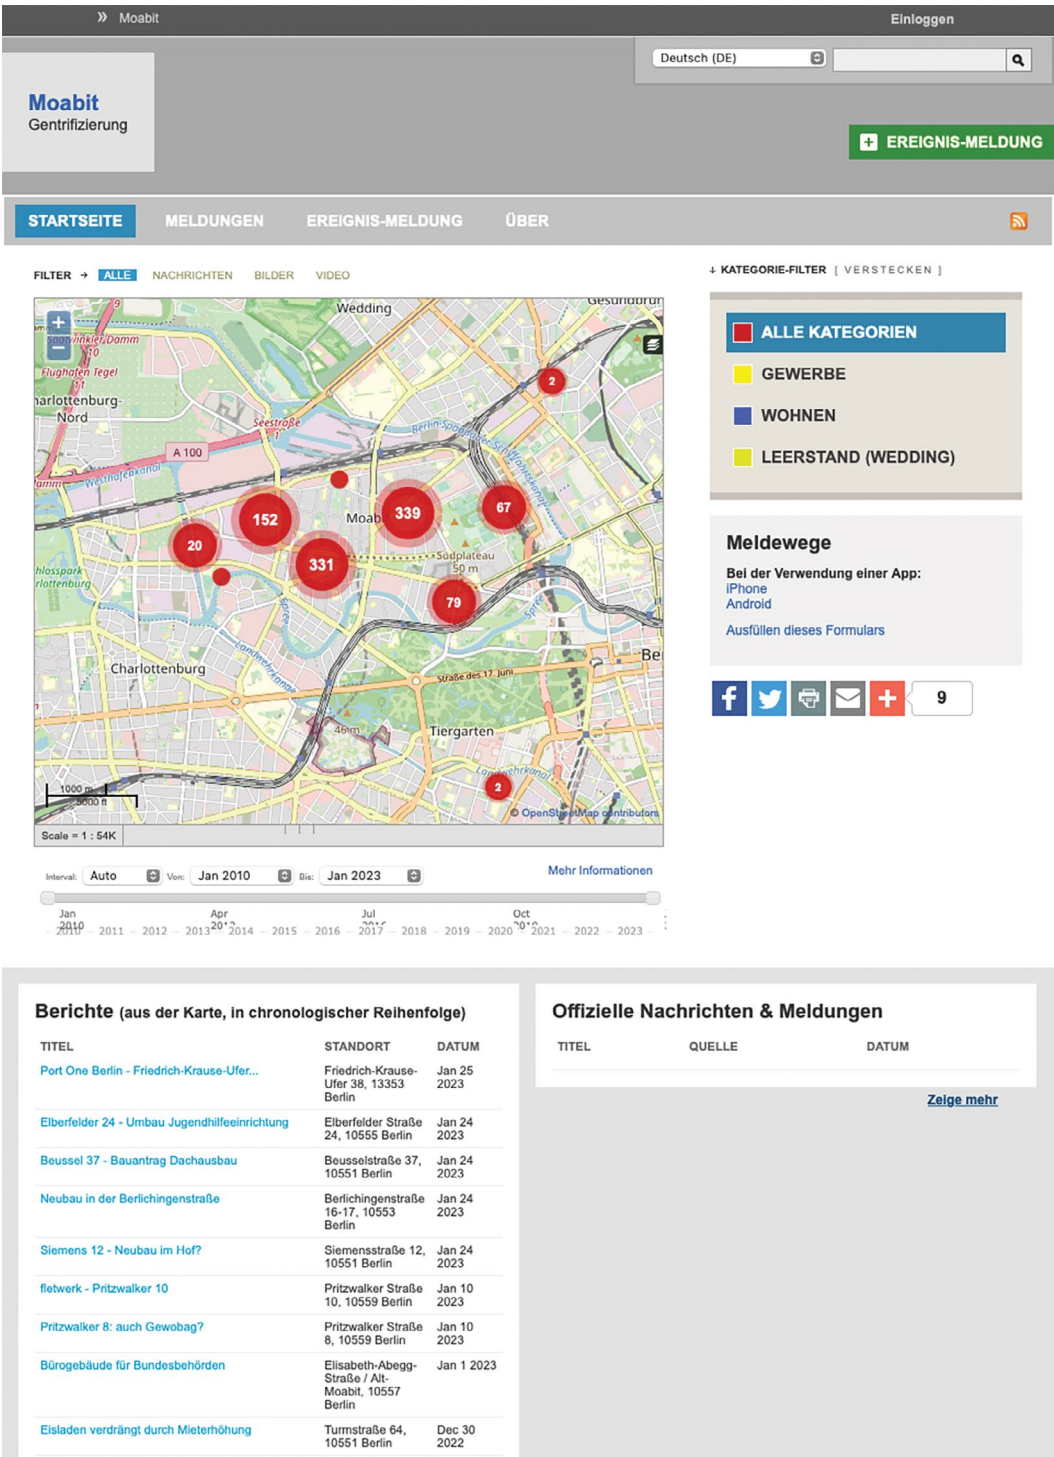 » Moabit
Einloggen
Deutsch (DE)
Moabit
Gentrifizierung
EREIGNIS-MELDUNG
STARTSEITE MELDUNGEN EREIGNIS-MELDUNG ÜBER
FILTER → ALLE NACHRICHTEN BILDER VIDEO
Wedding
Flughafen Tegel
Nord
Seestraße
A 100
Westhafenkanal
2
152
339
67
20
331
79
Südplateau
50 m
Spree
Spree
Landwehrkanal
Charlottenburg
Straße des 17. Juni
46 m
Tiergarten
Landwehrkanal
2
1000 m
5000 ft
© OpenStreetMap contributors
Scale = 1 : 54K
Interval: Auto Von: Jan 2010 Bis: Jan 2023
Mehr Informationen
Jan Apr Jul Oct
2010 2011 2012 2013 2014 2015 2016 2017 2018 2019 2020 2021 2022 2023
↓ KATEGORIE-FILTER [ VERSTECKEN ]
ALLE KATEGORIEN
GEWERBE
WOHNEN
LEERSTAND (WEDDING)
Meldewege
Bei der Verwendung einer App:
iPhone
Android
Ausfüllen dieses Formulars
9
Berichte (aus der Karte, in chronologischer Reihenfolge)
TITEL STANDORT DATUM
Port One Berlin - Friedrich-Krause-Ufer... Friedrich-Krause- Jan 25
Ufer 38, 13353 2023
Berlin
Elberfelder 24 - Umbau Jugendhilfeeinrichtung Elberfelder Straße Jan 24
24, 10555 Berlin 2023
Beussel 37 - Bauantrag Dachausbau Beusselstraße 37, Jan 24
10551 Berlin 2023
Neubau in der Berlichingenstraße Berlichingenstraße Jan 24
16-17, 10553 2023
Berlin
Siemens 12 - Neubau im Hof? Siemensstraße 12, Jan 24
10551 Berlin 2023
fletwerk - Pritzwalker 10 Pritzwalker Straße Jan 10
10, 10559 Berlin 2023
Pritzwalker 8: auch Gewobag? Pritzwalker Straße Jan 10
8, 10559 Berlin 2023
Bürogebäude für Bundesbehörden Elisabeth-Abegg- Jan 1 2023
Straße / Alt-
Moabit, 10557
Berlin
Eisladen verdrängt durch Mieterhöhung Turmstraße 64, Dec 30
10551 Berlin 2022
Offizielle Nachrichten & Meldungen
TITEL QUELLE DATUM
Zeige mehr